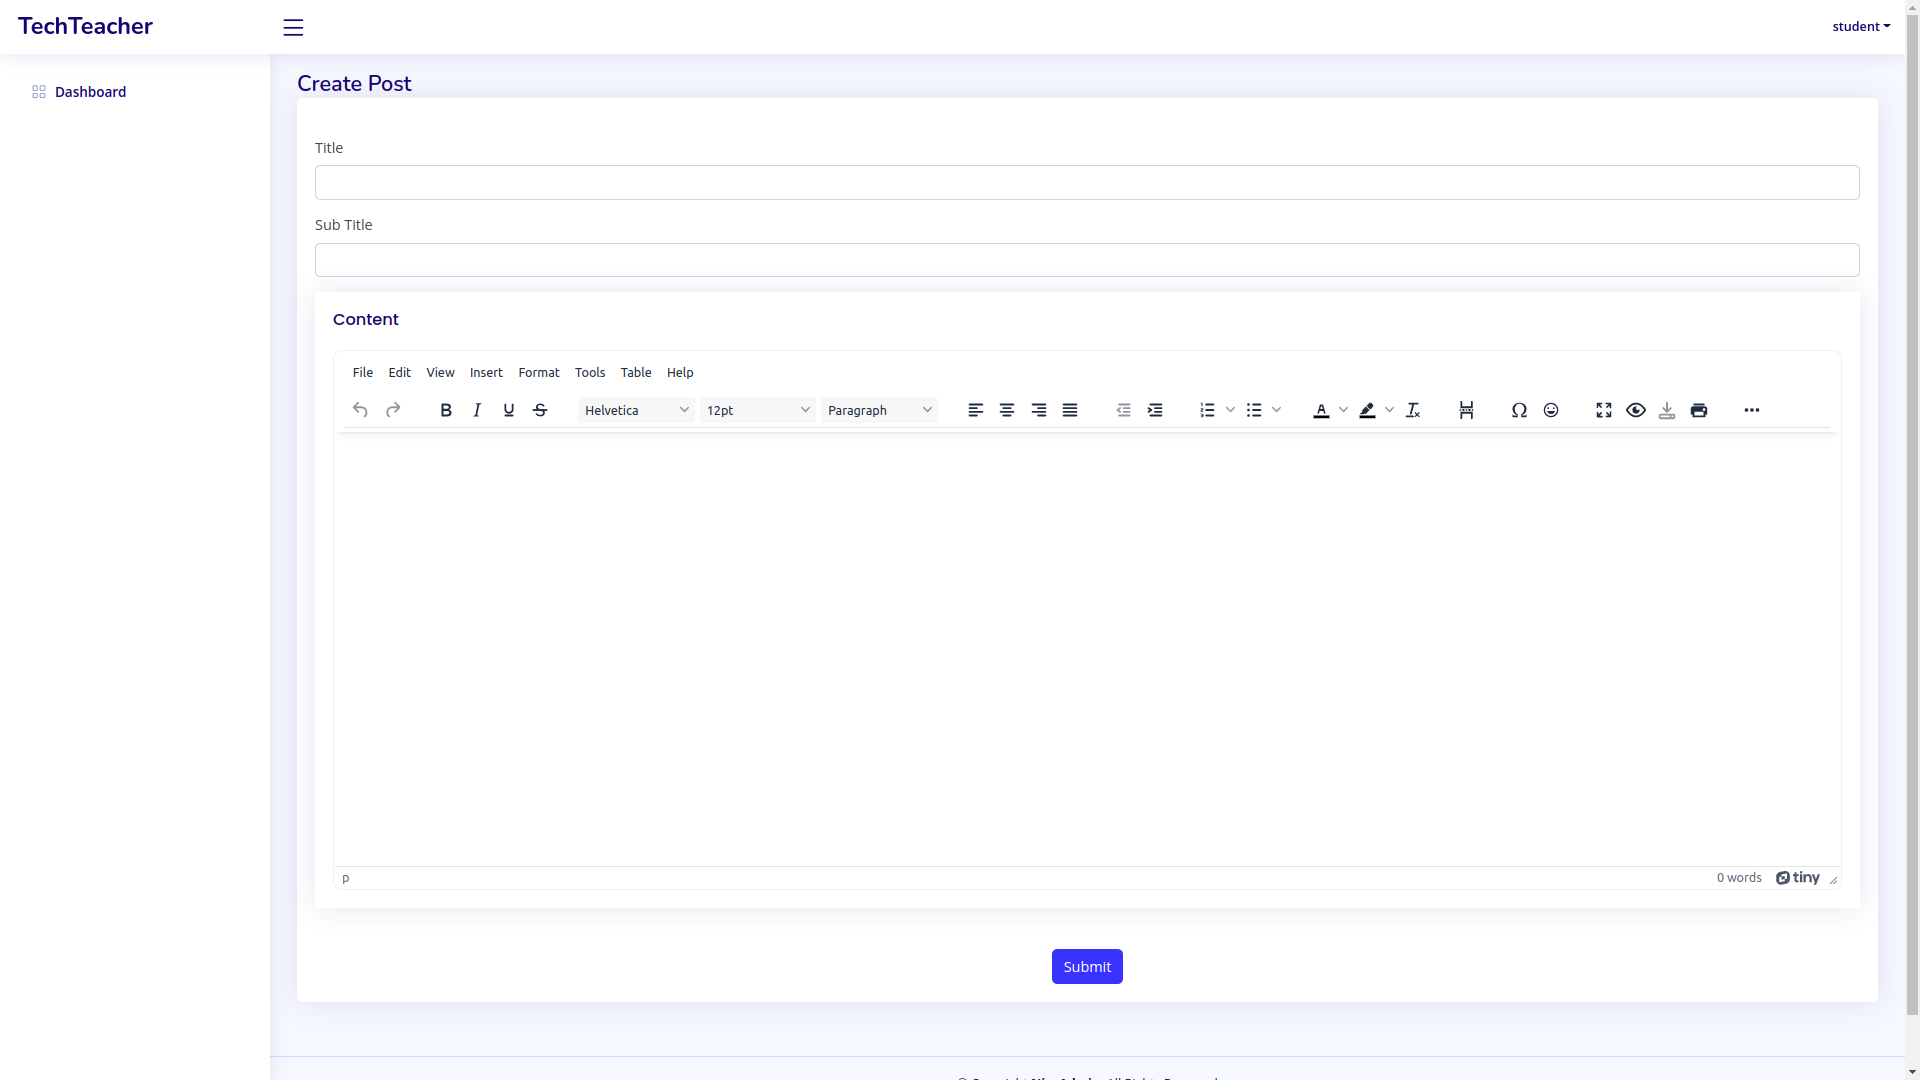 TechTeacher
student
Dashboard
Create Post
Title
Sub Title
Content
File Edit View Insert Format Tools Table Help
Helvetica 12pt Paragraph
p
0 words tiny
Submit